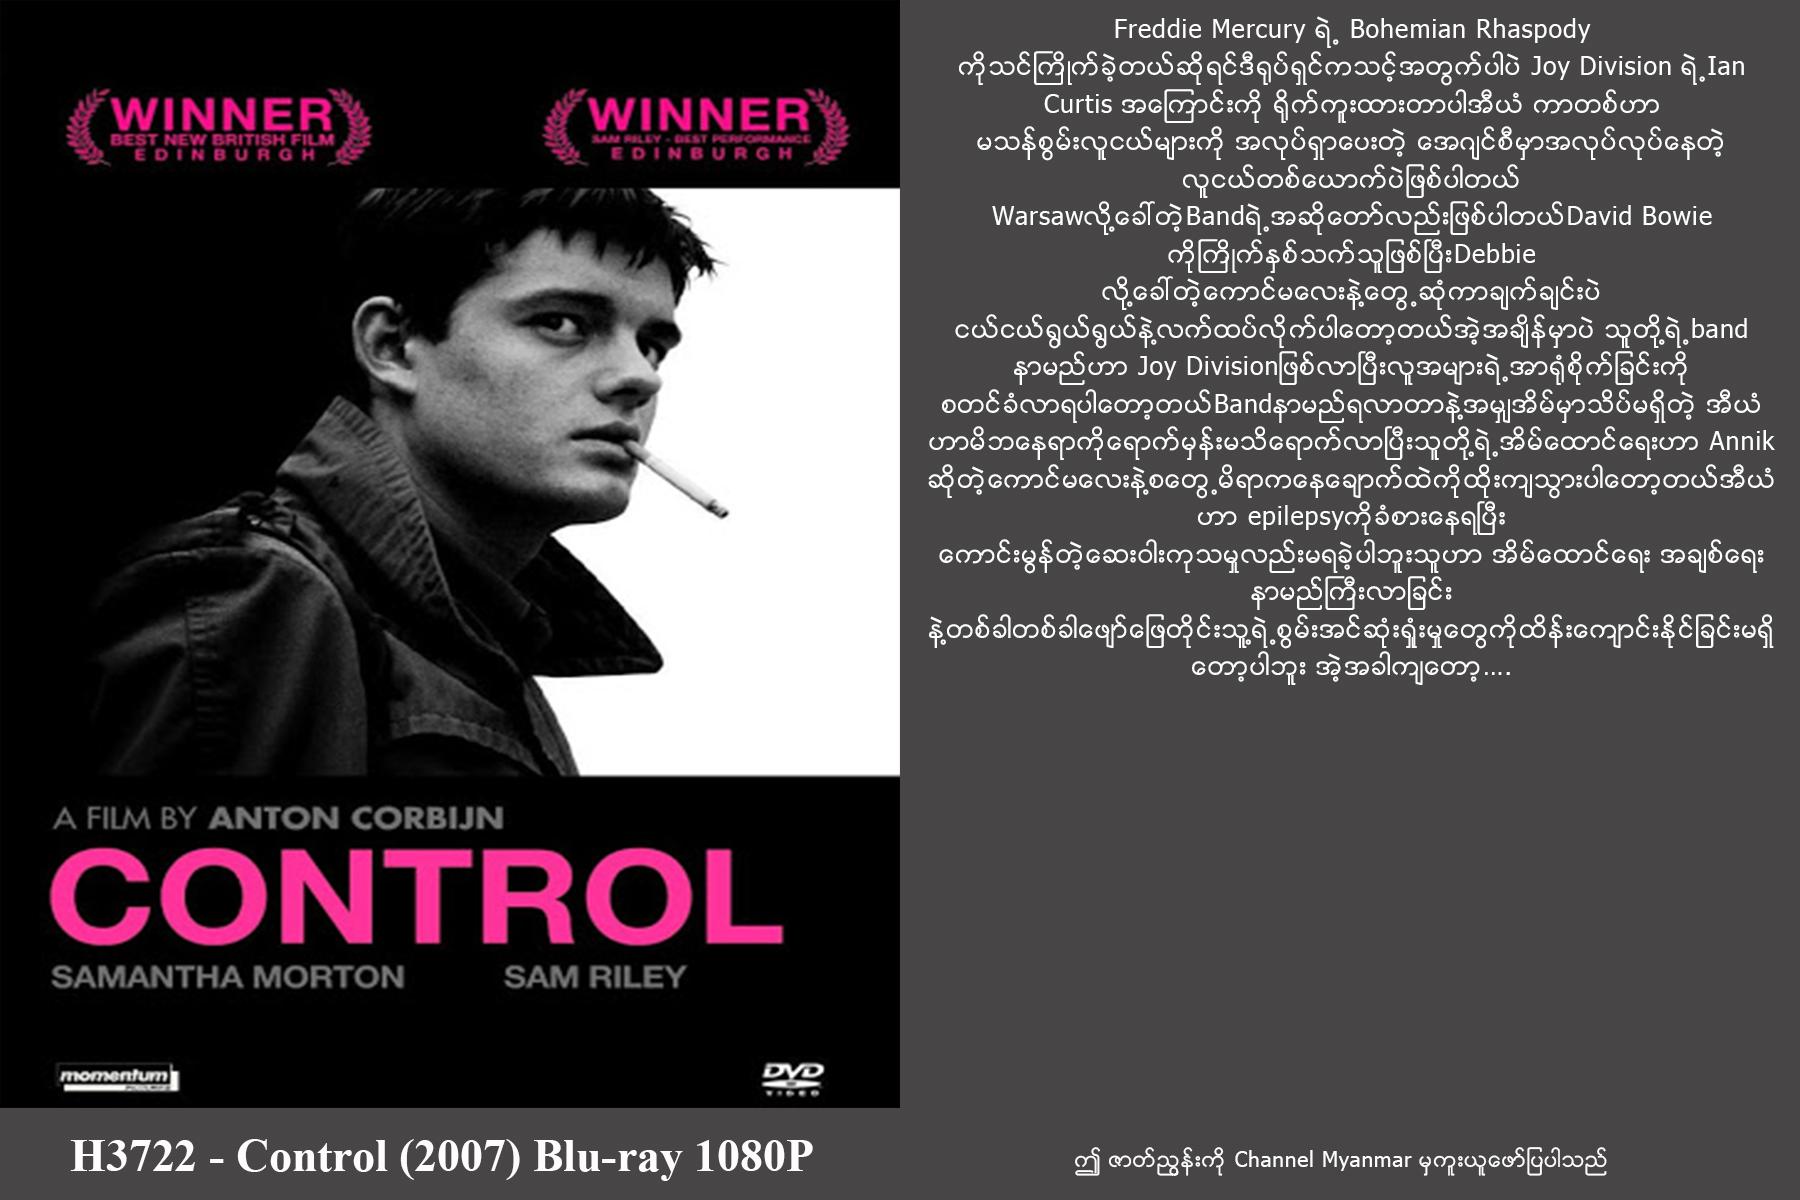 WINNER
BEST NEW BRITISH FILM
EDINBURGH
WINNER
SAM RILEY - BEST PERFORMANCE
EDINBURGH
A FILM BY ANTON CORBIJN
CONTROL
SAMANTHA MORTON SAM RILEY
momentum
PICTURES
DVD
VIDEO
H3722 - Control (2007) Blu-ray 1080P
Freddie Mercury ရဲ့ Bohemian Rhaspody
ကိုသင်ကြိုက်ခဲ့တယ်ဆိုရင်ဒီရုပ်ရှင်ကသင့်အတွက်ပါပဲ Joy Division ရဲ့Ian
Curtis အကြောင်းကို ရိုက်ကူးထားတာပါအီယံ ကာတစ်ဟာ
မသန်စွမ်းလူငယ်များကို အလုပ်ရှာပေးတဲ့ အေဂျင်စီမှာအလုပ်လုပ်နေတဲ့
လူငယ်တစ်ယောက်ပဲဖြစ်ပါတယ်
Warsawလို့ခေါ်တဲ့Bandရဲ့အဆိုတော်လည်းဖြစ်ပါတယ်David Bowie
ကိုကြိုက်နှစ်သက်သူဖြစ်ပြီးDebbie
လို့ခေါ်တဲ့ကောင်မလေးနဲ့တွေ့ဆုံကာချက်ချင်းပဲ
ငယ်ငယ်ရွယ်ရွယ်နဲ့လက်ထပ်လိုက်ပါတော့တယ်အဲ့အချိန်မှာပဲ သူတို့ရဲ့band
နာမည်ဟာ Joy Divisionဖြစ်လာပြီးလူအများရဲ့အာရုံစိုက်ခြင်းကို
စတင်ခံလာရပါတော့တယ်Bandနာမည်ရလာတာနဲ့အမျှအိမ်မှာသိပ်မရှိတဲ့ အီယံ
ဟာမိဘနေရာကိုရောက်မှန်းမသိရောက်လာပြီးသူတို့ရဲ့အိမ်ထောင်ရေးဟာ Annik
ဆိုတဲ့ကောင်မလေးနဲ့စတွေ့မိရာကနေချောက်ထဲကိုထိုးကျသွားပါတော့တယ်အီယံ
ဟာ epilepsyကိုခံစားနေရပြီး
ကောင်းမွန်တဲ့ဆေးဝါးကုသမှုလည်းမရခဲ့ပါဘူးသူဟာ အိမ်ထောင်ရေး အချစ်ရေး
နာမည်ကြီးလာခြင်း
နဲ့တစ်ခါတစ်ခါဖျော်ဖြေတိုင်းသူ့ရဲ့စွမ်းအင်ဆုံးရှုံးမှုတွေကိုထိန်းကျောင်းနိုင်ခြင်းမရှိ
တော့ပါဘူး အဲ့အခါကျတော့....
ဤ ဇာတ်ညွှန်းကို Channel Myanmar မှကူးယူဖော်ပြပါသည်